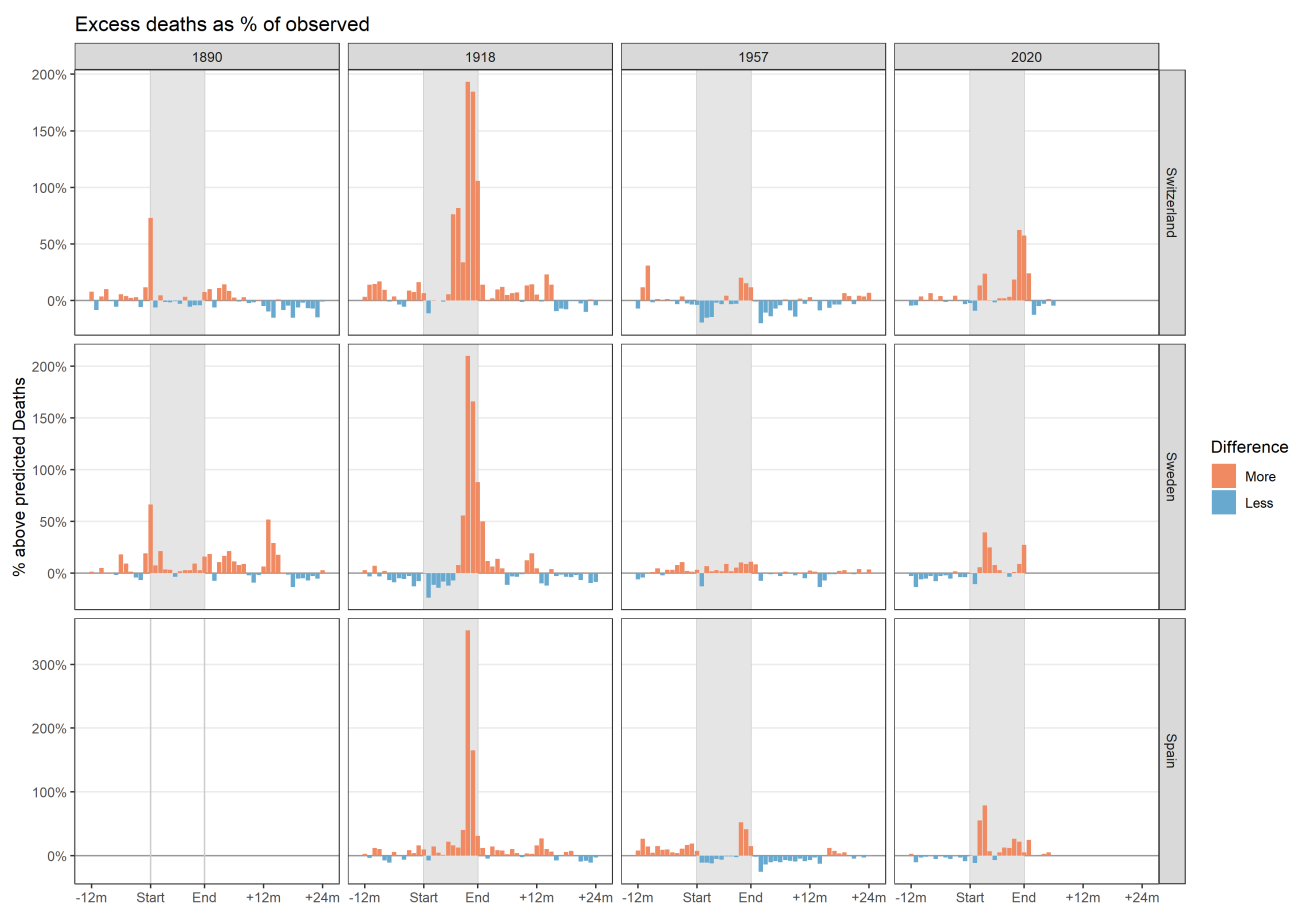 Excess deaths as % of observed
1890 1918 1957 2020
200%
150%
100%
50%
0%
Switzerland
200%
150%
100%
50%
0%
Sweden
300%
200%
100%
0%
Spain
% above predicted Deaths
-12m Start End +12m +24m -12m Start End +12m +24m -12m Start End +12m +24m -12m Start End +12m +24m
Difference
More
Less